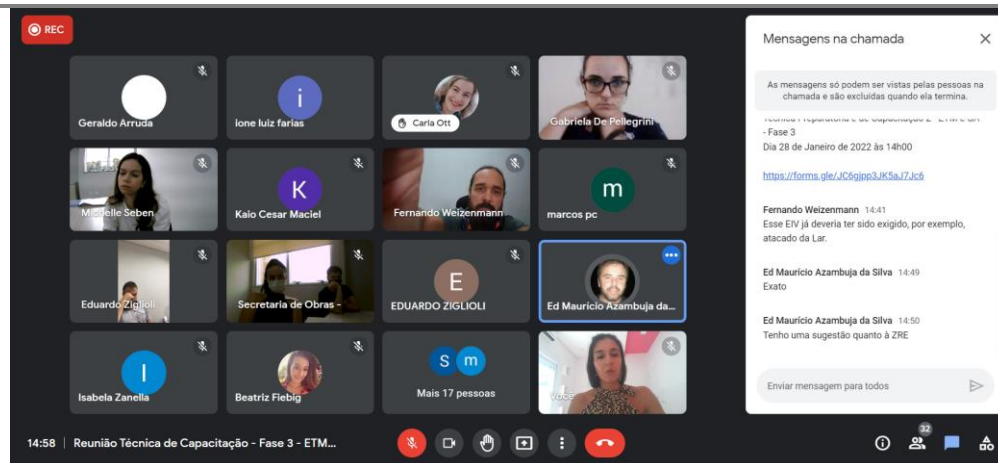 REC
Mensagens na chamada
As mensagens só podem ser vistas pelas pessoas na
chamada e são excluídas quando ela termina.
- Fase 3
Dia 28 de Janeiro de 2022 às 14h00
https://forms.gle/JC6gjpp3JK5aJ7Jc6
Fernando Weizenmann 14:41
Esse EIV já deveria ter sido exigido, por exemplo,
atacado da Lar.
Ed Maurício Azambuja da Silva 14:49
Exato
Ed Maurício Azambuja da Silva 14:50
Tenho uma sugestão quanto à ZRE
Enviar mensagem para todos
Geraldo Arruda
i
ione luiz farias
Carla Ott
Gabriela De Pellegrini
Michelle Seben
K
Kaio Cesar Maciel
Fernando Weizenmann
m
marcos pc
Eduardo Ziglioli
Secretaria de Obras -
E
EDUARDO ZIGLIOLI
Ed Maurício Azambuja da...
I
Isabela Zanella
Beatriz Fiebig
S m
Mais 17 pessoas
Você
14:58 | Reunião Técnica de Capacitação - Fase 3 - ETM...
32